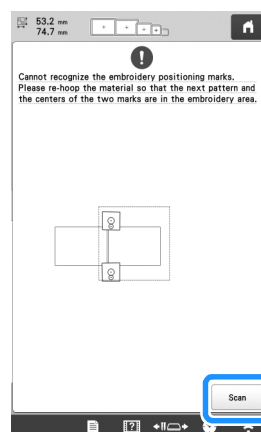 53.2 mm
74.7 mm
Cannot recognize the embroidery positioning marks.
Please re-hoop the material so that the next pattern and
the centers of the two marks are in the embroidery area.
Scan